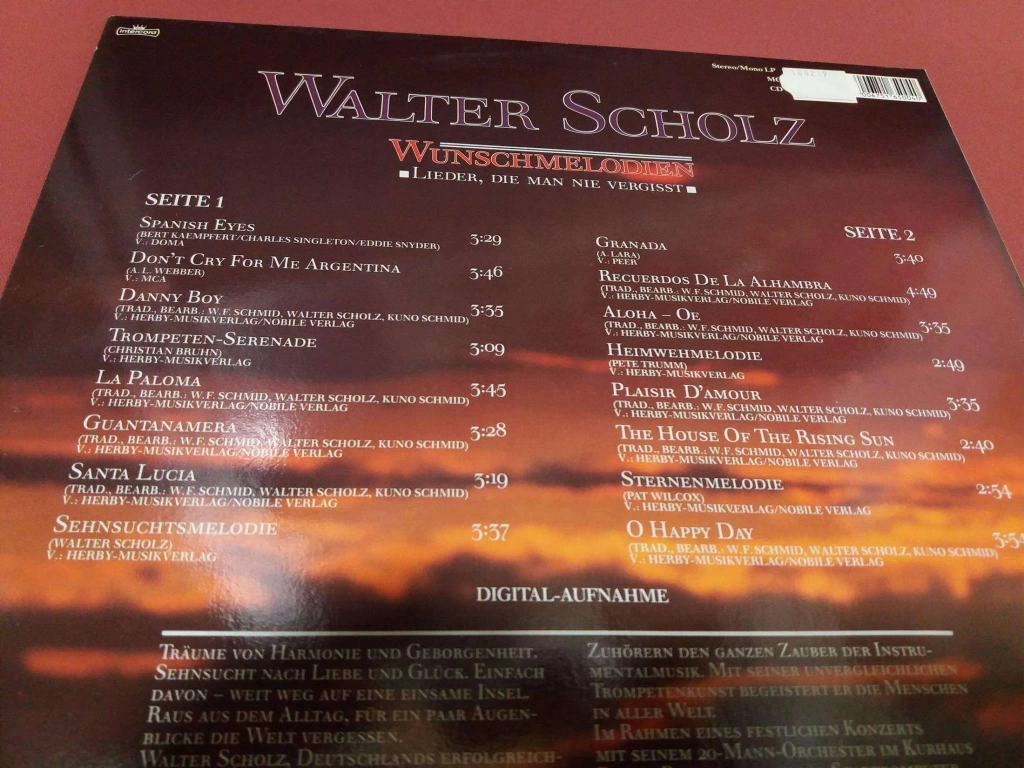 intercord
Stereo/Mono LP
WALTER SCHOLZ
WUNSCHMELODIEN
■LIEDER, DIE MAN NIE VERGISST■
SEITE 1
SPANISH EYES 3:29
(BERT KAEMPFERT/CHARLES SINGLETON/EDDIE SNYDER)
V.: DOMA
DON'T CRY FOR ME ARGENTINA 3:46
(A. L. WEBBER)
V.: MCA
DANNY BOY 3:35
(TRAD., BEARB.: W. F. SCHMID, WALTER SCHOLZ, KUNO SCHMID)
V.: HERBY-MUSIKVERLAG/NOBILE VERLAG
TROMPETEN-SERENADE 3:09
(CHRISTIAN BRUHN)
V.: HERBY-MUSIKVERLAG
LA PALOMA 3:45
(TRAD., BEARB.: W. F. SCHMID, WALTER SCHOLZ, KUNO SCHMID)
V.: HERBY-MUSIKVERLAG/NOBILE VERLAG
GUANTANAMERA 3:28
(TRAD., BEARB.: W. F. SCHMID, WALTER SCHOLZ, KUNO SCHMID)
V.: HERBY-MUSIKVERLAG/NOBILE VERLAG
SANTA LUCIA 3:19
(TRAD., BEARB.: W. F. SCHMID, WALTER SCHOLZ, KUNO SCHMID)
V.: HERBY-MUSIKVERLAG/NOBILE VERLAG
SEHNSUCHTSMELODIE 3:37
(WALTER SCHOLZ)
V.: HERBY-MUSIKVERLAG
SEITE 2
GRANADA 3:40
(A. LARA)
V.: PEER
RECUERDOS DE LA ALHAMBRA 4:49
(TRAD., BEARB.: W. F. SCHMID, WALTER SCHOLZ, KUNO SCHMID)
V.: HERBY-MUSIKVERLAG/NOBILE VERLAG
ALOHA – OE 3:35
(TRAD., BEARB.: W. F. SCHMID, WALTER SCHOLZ, KUNO SCHMID)
V.: HERBY-MUSIKVERLAG/NOBILE VERLAG
HEIMWEHMELODIE 2:49
(PETE TRUMM)
V.: HERBY-MUSIKVERLAG
PLAISIR D'AMOUR 3:35
(TRAD., BEARB.: W. F. SCHMID, WALTER SCHOLZ, KUNO SCHMID)
V.: HERBY-MUSIKVERLAG/NOBILE VERLAG
THE HOUSE OF THE RISING SUN 2:40
(TRAD., BEARB.: W. F. SCHMID, WALTER SCHOLZ, KUNO SCHMID)
V.: HERBY-MUSIKVERLAG/NOBILE VERLAG
STERNENMELODIE 2:54
(PAT WILCOX)
V.: HERBY-MUSIKVERLAG
O HAPPY DAY
(TRAD., BEARB.: W. F. SCHMID, WALTER SCHOLZ, KUNO SCHMID)
V.: HERBY-MUSIKVERLAG/NOBILE VERLAG
DIGITAL-AUFNAHME
TRÄUME VON HARMONIE UND GEBORGENHEIT.
SEHNSUCHT NACH LIEBE UND GLÜCK. EINFACH
DAVON – WEIT WEG AUF EINE EINSAME INSEL.
RAUS AUS DEM ALLTAG, FÜR EIN PAAR AUGEN-
BLICKE DIE WELT VERGESSEN.
WALTER SCHOLZ, DEUTSCHLANDS ERFOLGREICH-
ZUHÖRERN DEN GANZEN ZAUBER DER INSTRU-
MENTALMUSIK. MIT SEINER UNVERGLEICHLICHEN
TROMPETENKUNST BEGEISTERT ER DIE MENSCHEN
IN ALLER WELT.
IM RAHMEN EINES FESTLICHEN KONZERTS
MIT SEINEM 20-MANN-ORCHESTER IM KURHAUS